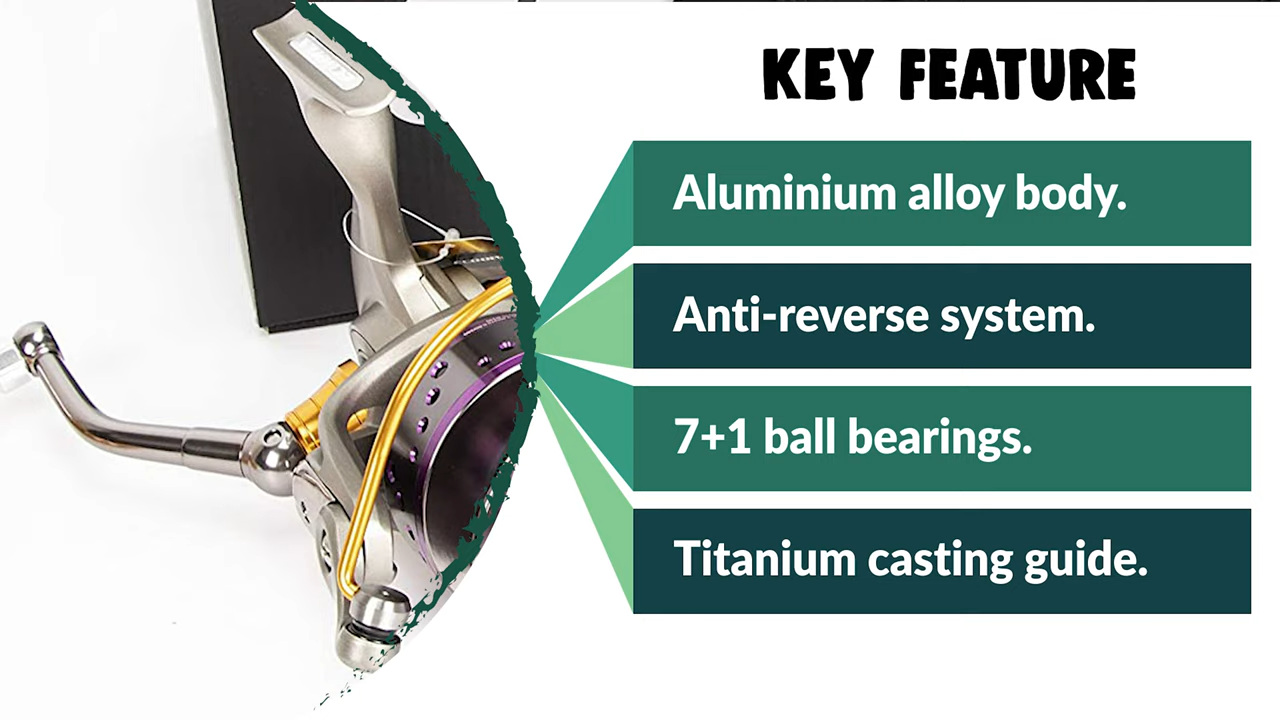 KEY FEATURE
Aluminium alloy body.
Anti-reverse system.
7+1 ball bearings.
Titanium casting guide.